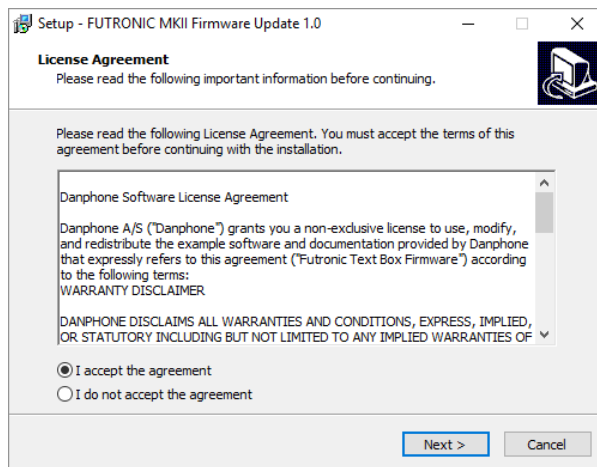 Setup - FUTRONIC MKII Firmware Update 1.0
License Agreement
Please read the following important information before continuing.
Please read the following License Agreement. You must accept the terms of this
agreement before continuing with the installation.
Danphone Software License Agreement
Danphone A/S ("Danphone") grants you a non-exclusive license to use, modify,
and redistribute the example software and documentation provided by Danphone
that expressly refers to this agreement ("Futronic Text Box Firmware") according
to the following terms:
WARRANTY DISCLAIMER
DANPHONE DISCLAIMS ALL WARRANTIES AND CONDITIONS, EXPRESS, IMPLIED,
OR STATUTORY INCLUDING BUT NOT LIMITED TO ANY IMPLIED WARRANTIES OF
I accept the agreement
I do not accept the agreement
Next >
Cancel